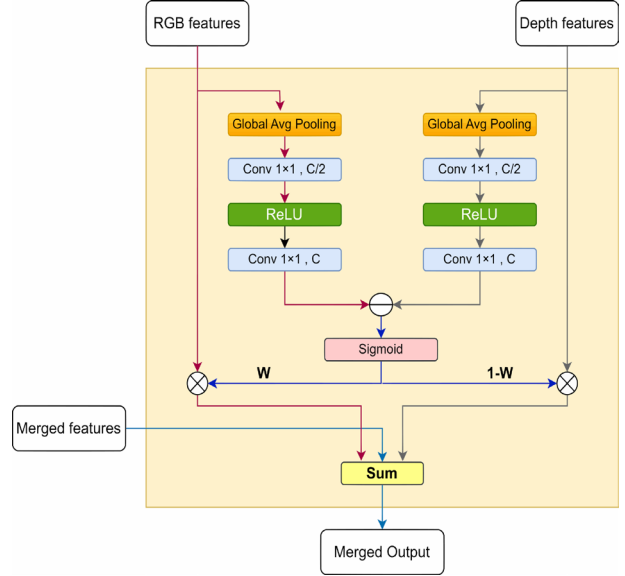 RGB features
Depth features
Global Avg Pooling
Global Avg Pooling
Conv 1×1 , C/2
Conv 1×1 , C/2
ReLU
ReLU
Conv 1×1 , C
Conv 1×1 , C
Sigmoid
W
1-W
Merged features
Sum
Merged Output